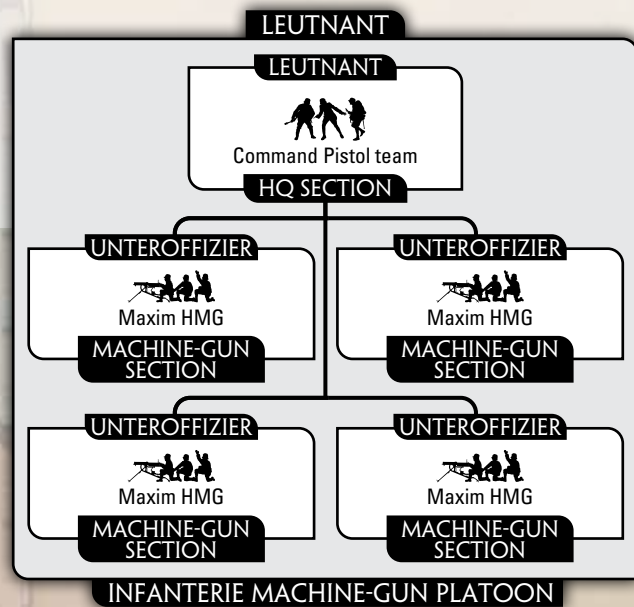 LEUTNANT
LEUTNANT
Command Pistol team
HQ SECTION
UNTEROFFIZIER
Maxim HMG
MACHINE-GUN
SECTION
UNTEROFFIZIER
Maxim HMG
MACHINE-GUN
SECTION
UNTEROFFIZIER
Maxim HMG
MACHINE-GUN
SECTION
UNTEROFFIZIER
Maxim HMG
MACHINE-GUN
SECTION
INFANTERIE MACHINE-GUN PLATOON